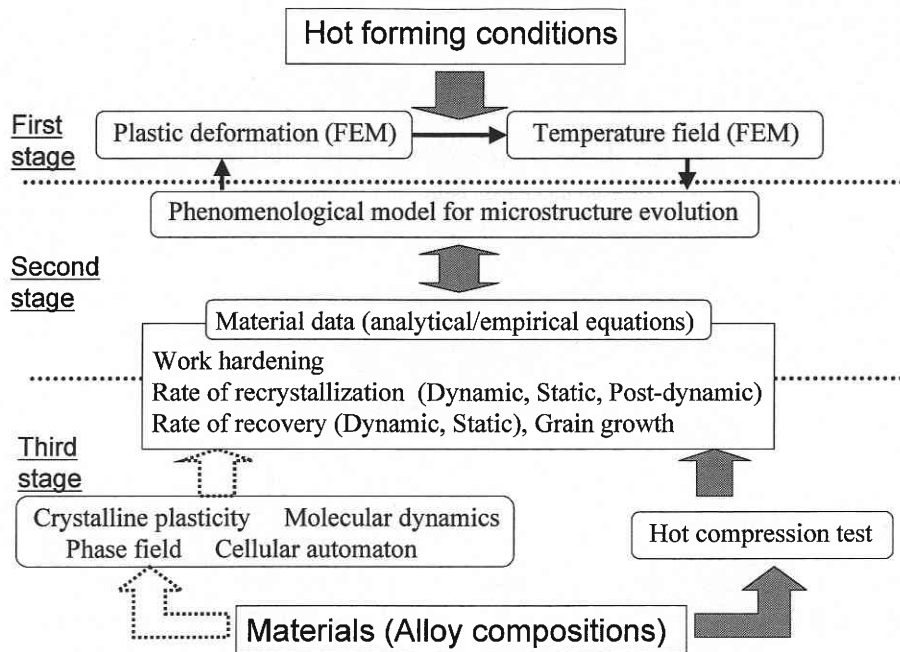 Hot forming conditions
First
stage
Plastic deformation (FEM)
Temperature field (FEM)
Phenomenological model for microstructure evolution
Second
stage
Material data (analytical/empirical equations)
Work hardening
Rate of recrystallization (Dynamic, Static, Post-dynamic)
Rate of recovery (Dynamic, Static), Grain growth
Third
stage
Crystalline plasticity Molecular dynamics
Phase field Cellular automaton
Hot compression test
Materials (Alloy compositions)